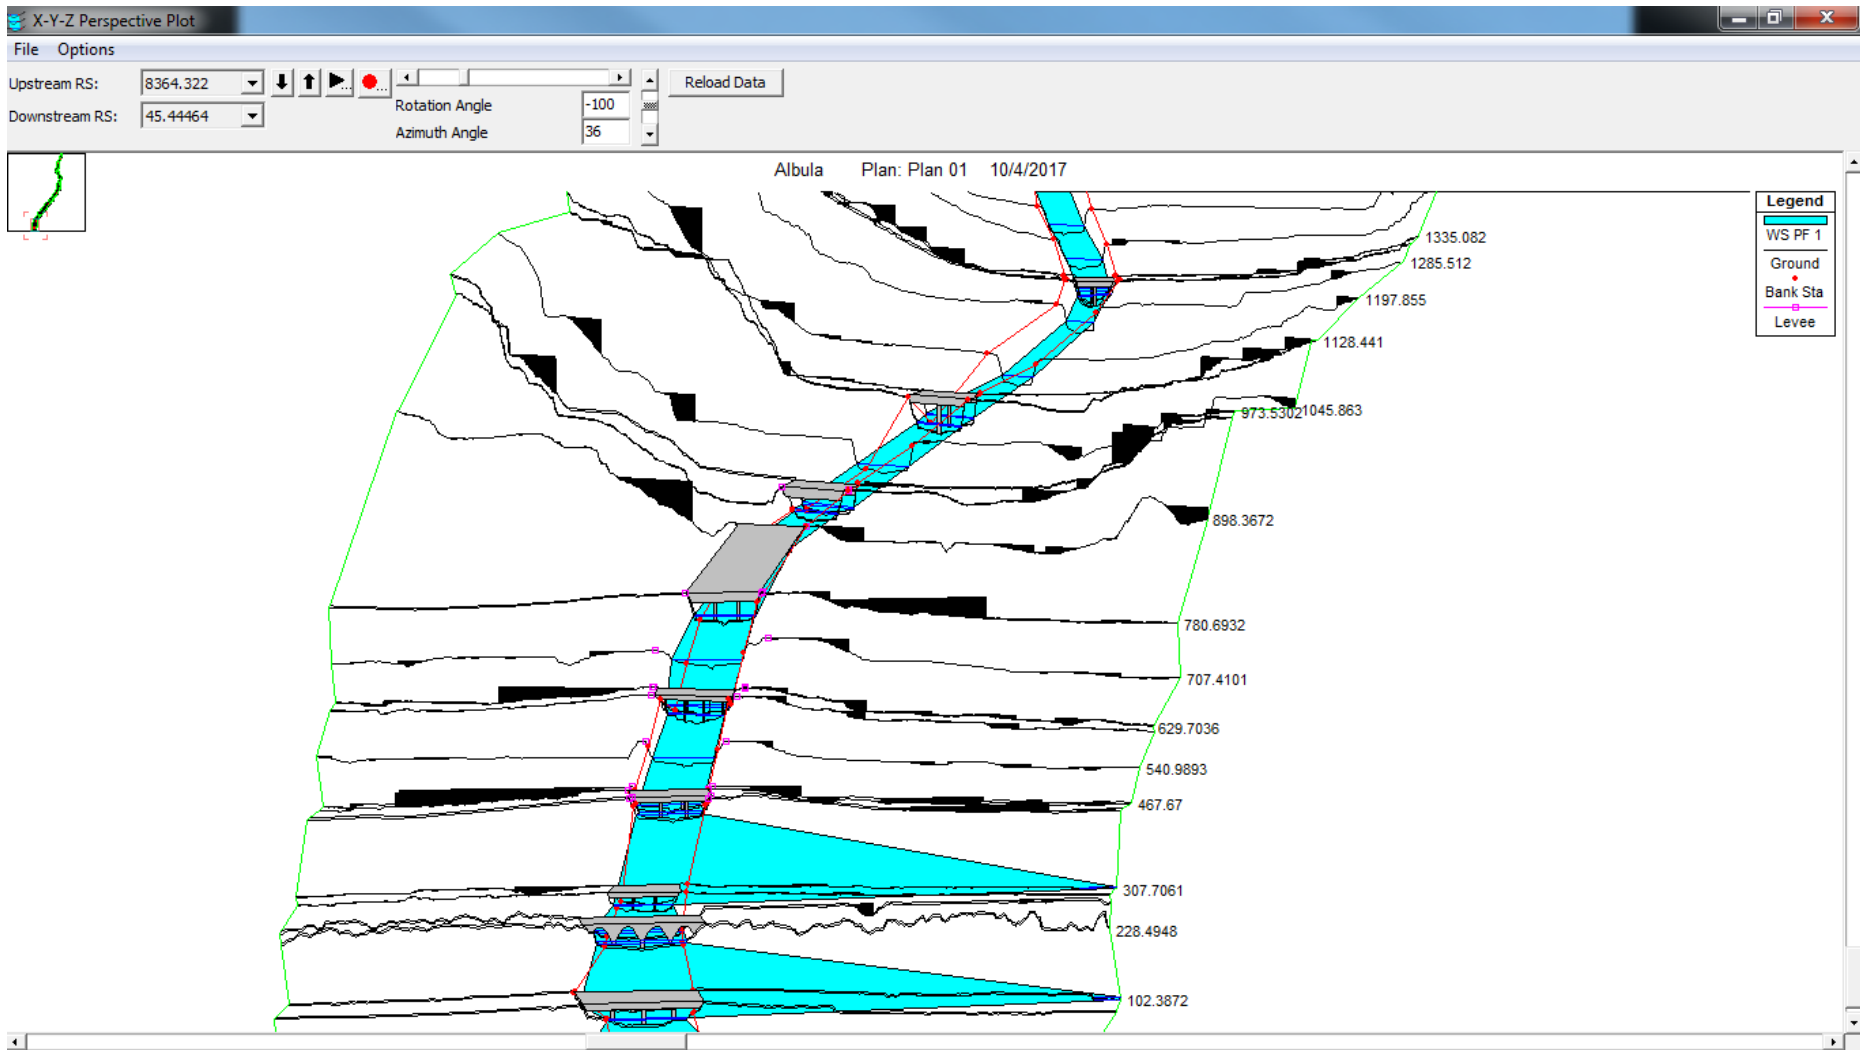 X-Y-Z Perspective Plot
File Options
Upstream RS: 8364.322
Downstream RS: 45.44464
Rotation Angle -100
Azimuth Angle 36
Reload Data
Albula Plan: Plan 01 10/4/2017
Legend
WS PF 1
Ground
Bank Sta
Levee
1335.082
1285.512
1197.855
1128.441
973.5302 1045.863
898.3672
780.6932
707.4101
629.7036
540.9893
467.67
307.7061
228.4948
102.3872